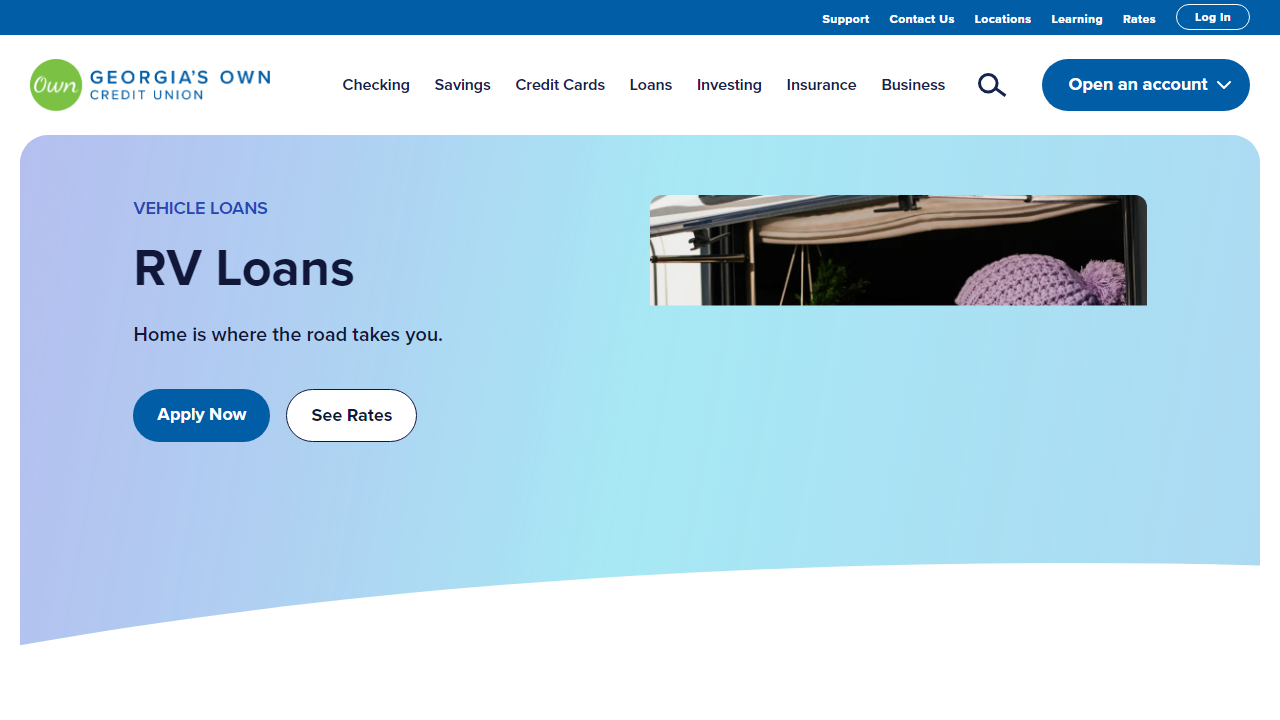 Support Contact Us Locations Learning Rates Log In
Own GEORGIA'S OWN
CREDIT UNION
Checking Savings Credit Cards Loans Investing Insurance Business Open an account
VEHICLE LOANS
RV Loans
Home is where the road takes you.
Apply Now See Rates